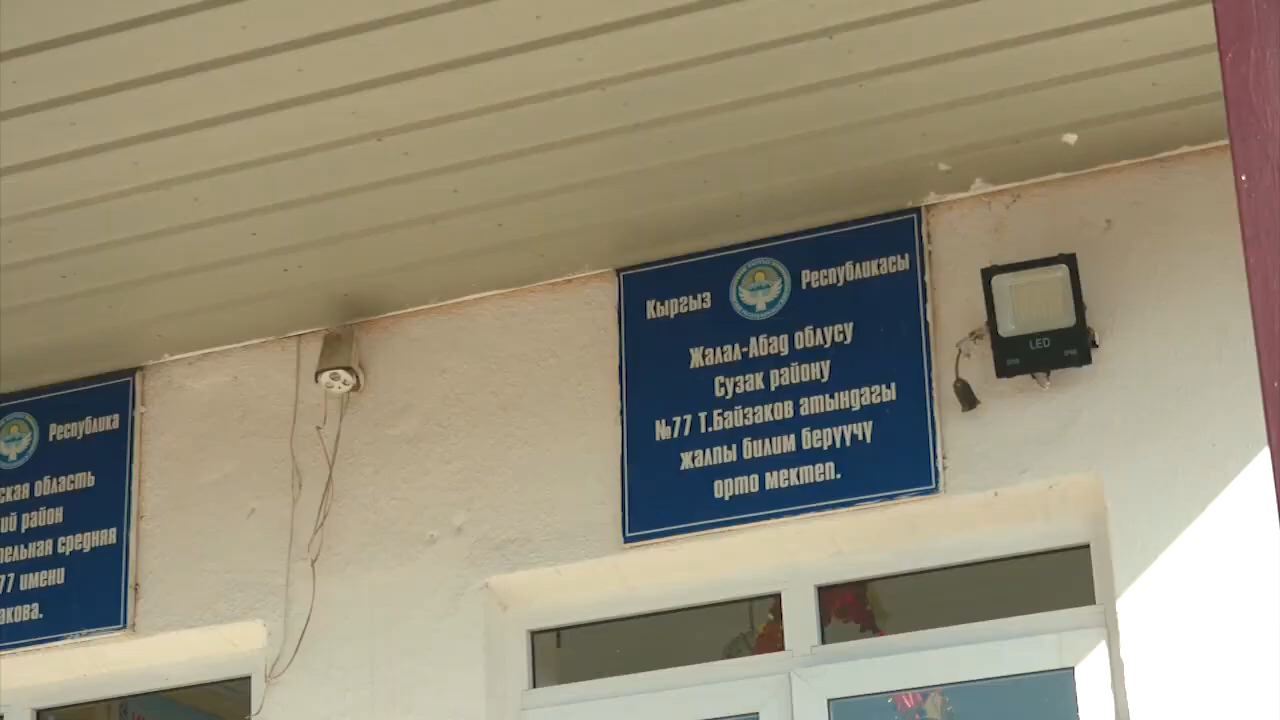 Республика
ская область
ий район
тельная средняя
77 имени
акова.
Кыргыз Республикасы
Жалал-Абад облусу
Сузак району
№77 Т.Байзаков атындагы
жалпы билим берүүчү
орто мектеп.
LED